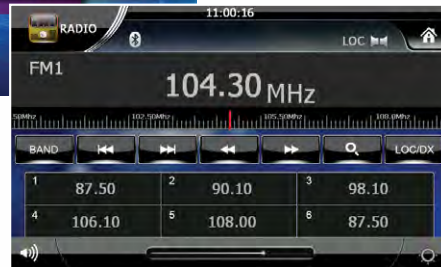 11:00:16
RADIO
LOC
FM1
104.30 MHz
102.50Mhz 105.50Mhz
BAND LOC/DX
1 87.50 2 90.10 3 98.10
4 106.10 5 108.00 6 87.50